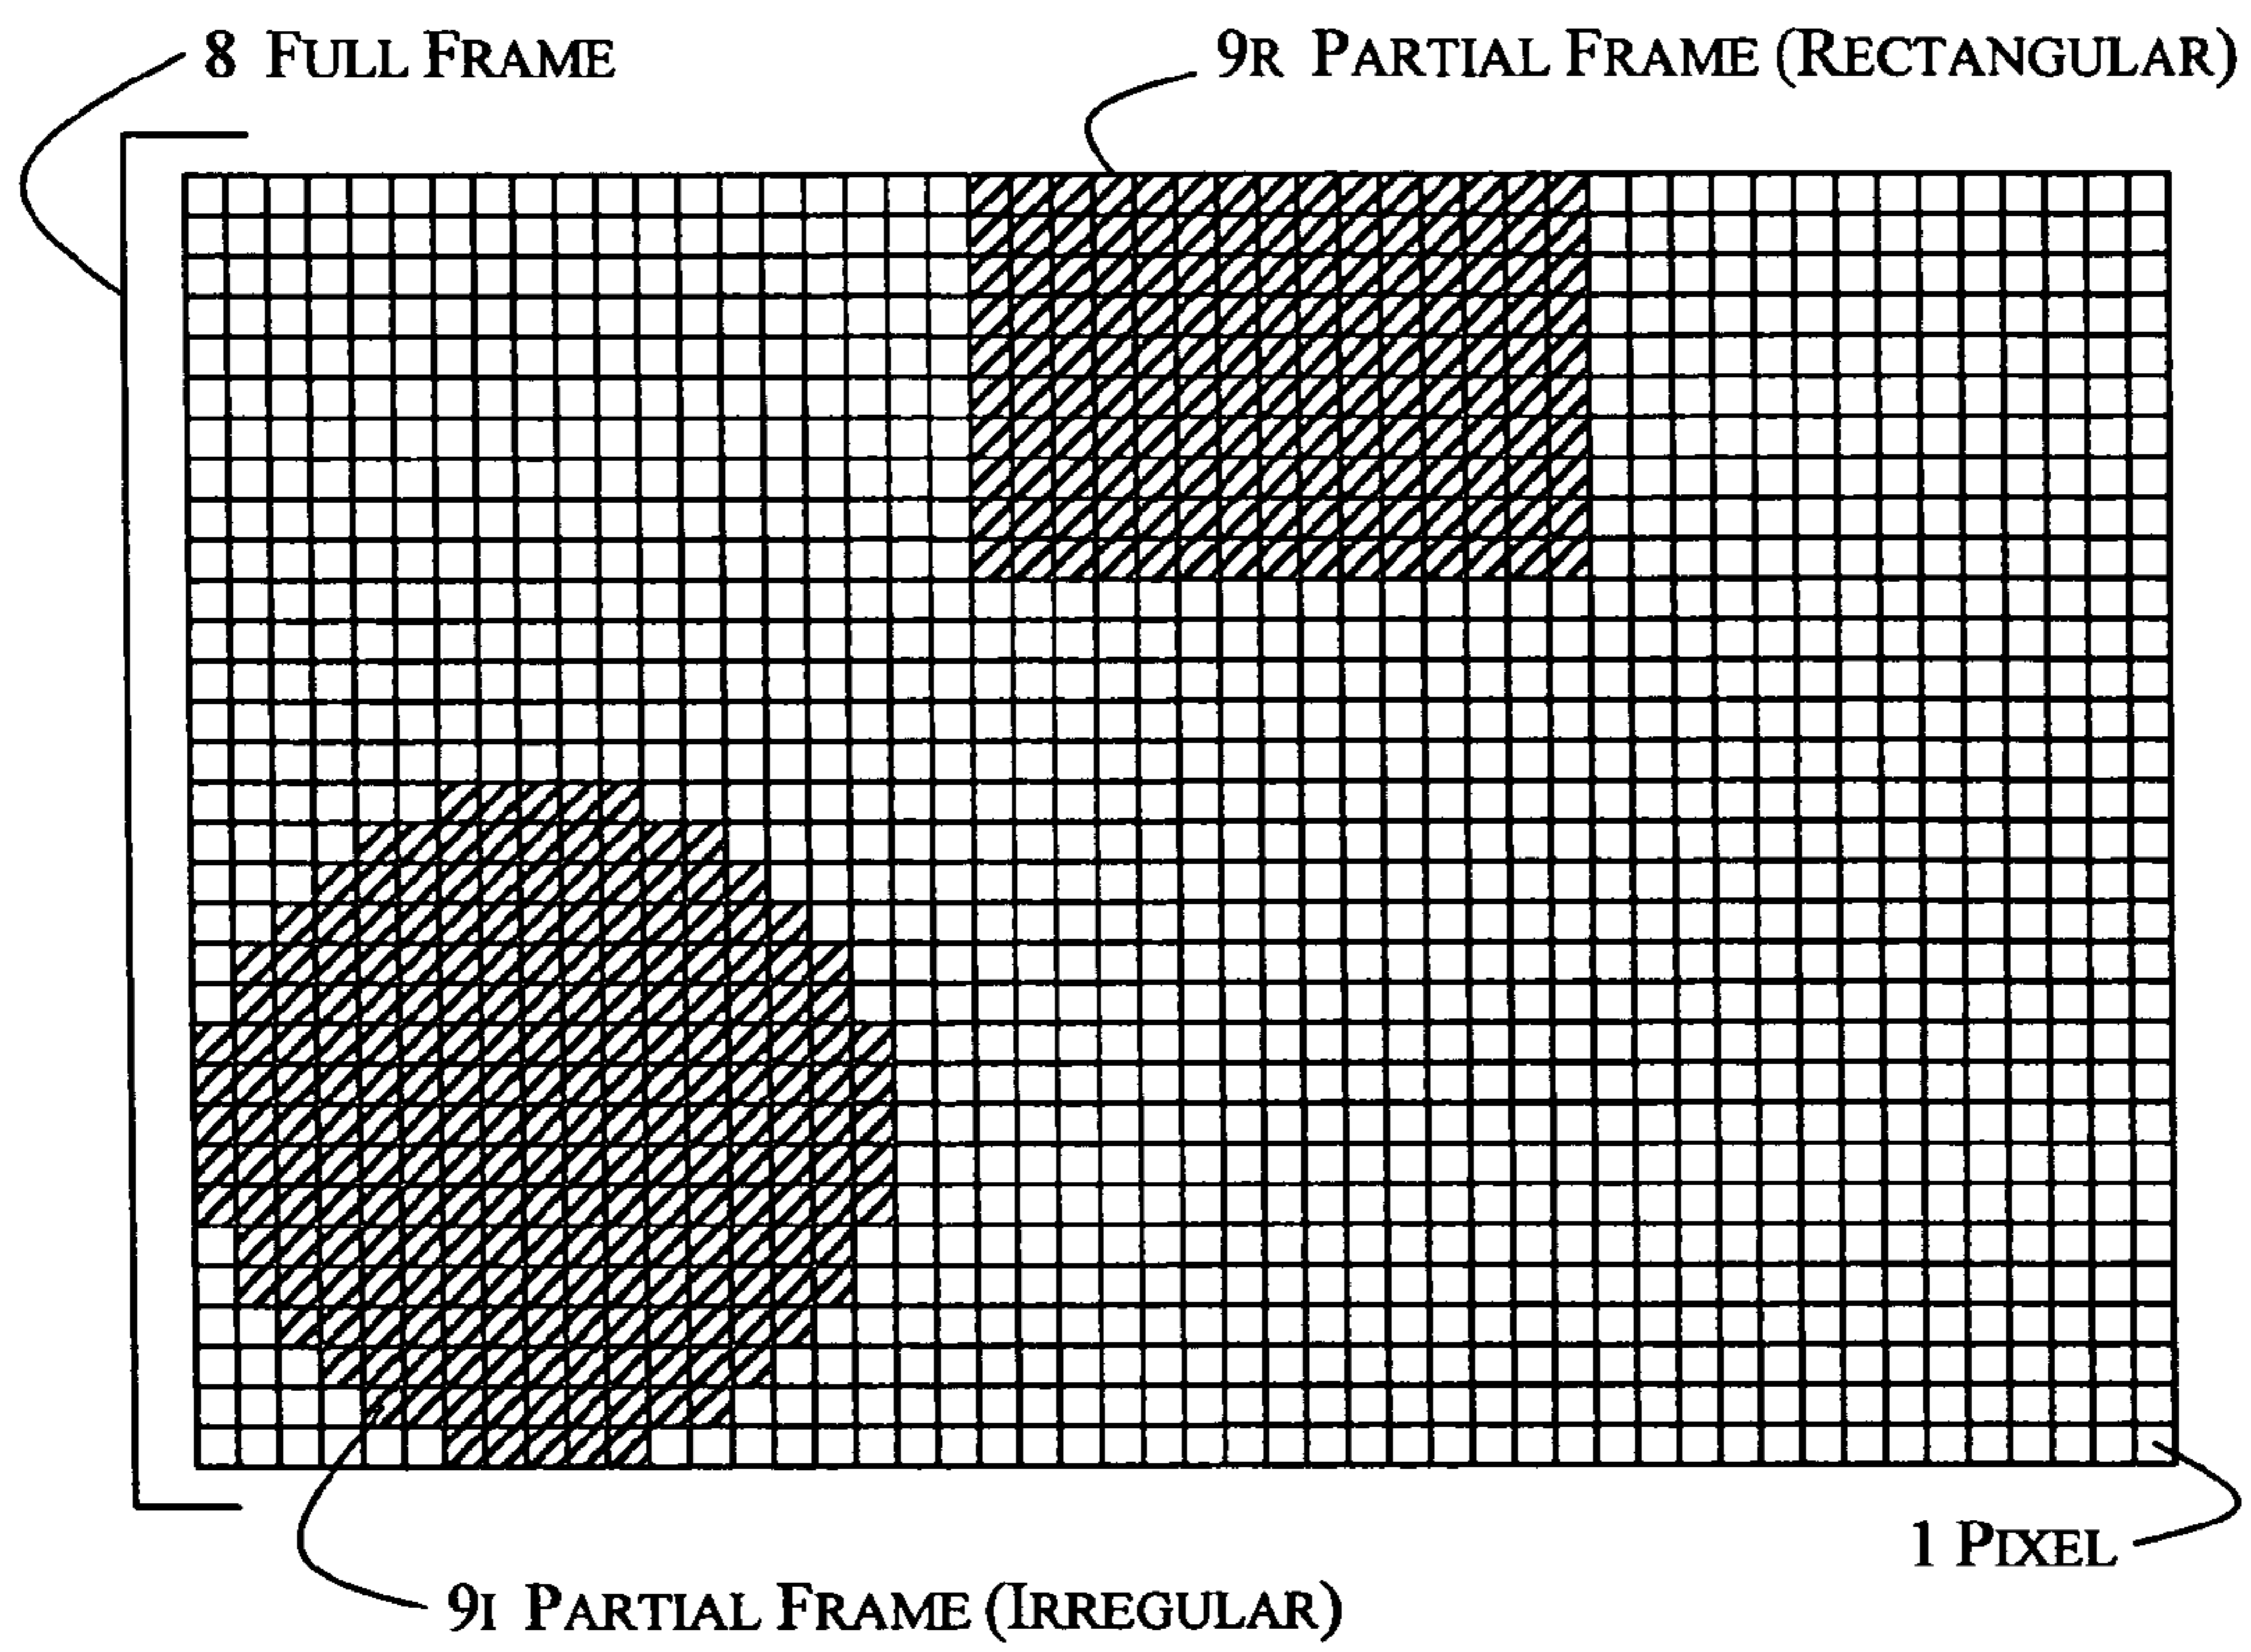 8 FULL FRAME
9R PARTIAL FRAME (RECTANGULAR)
1 PIXEL
9I PARTIAL FRAME (IRREGULAR)